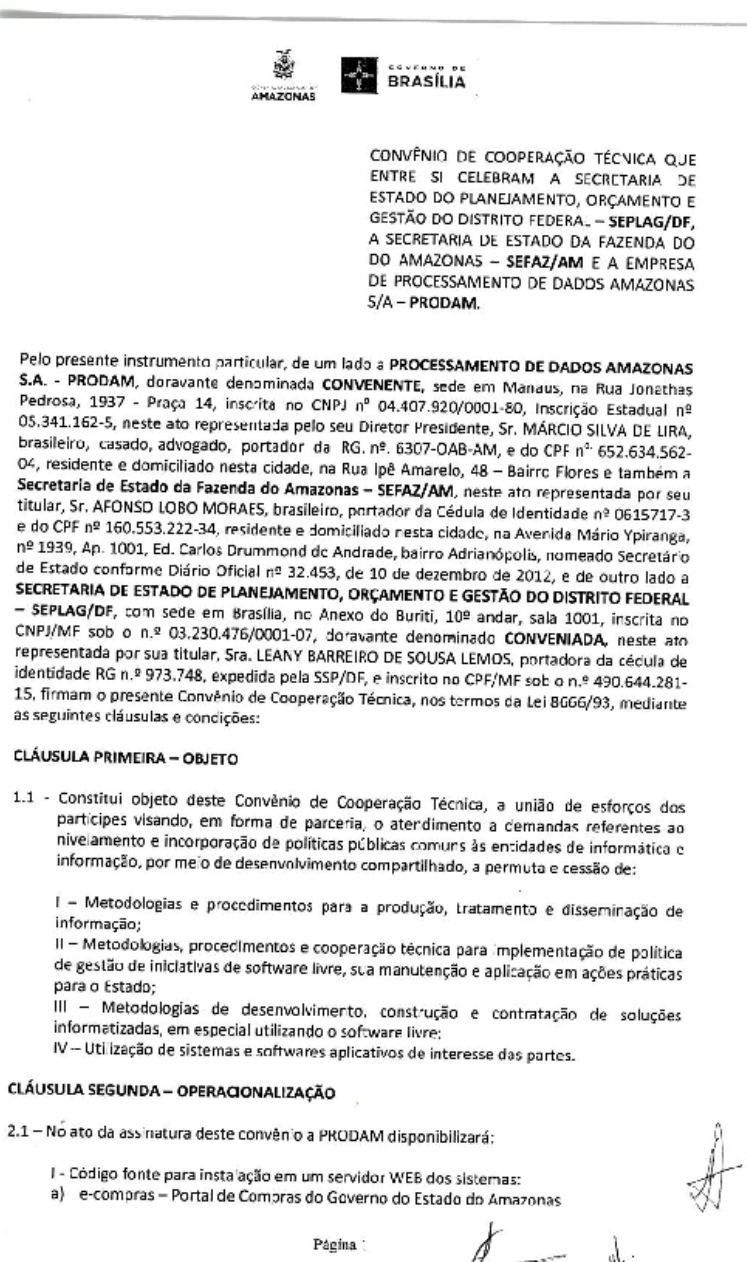 AMAZONAS
GOVERNO DE
BRASÍLIA
CONVÊNIO DE COOPERAÇÃO TÉCNICA QUE
ENTRE SI CELEBRAM A SECRETARIA DE
ESTADO DO PLANEJAMENTO, ORÇAMENTO E
GESTÃO DO DISTRITO FEDERAL – SEPLAG/DF,
A SECRETARIA DE ESTADO DA FAZENDA DO
DO AMAZONAS – SEFAZ/AM E A EMPRESA
DE PROCESSAMENTO DE DADOS AMAZONAS
S/A – PRODAM.
Pelo presente instrumento particular, de um lado a PROCESSAMENTO DE DADOS AMAZONAS
S.A. - PRODAM, doravante denominada CONVENENTE, sede em Manaus, na Rua Jonathas
Pedrosa, 1937 - Praça 14, inscrita no CNPJ nº 04.407.920/0001-80, Inscrição Estadual nº
05.341.162-5, neste ato representada pelo seu Diretor Presidente, Sr. MÁRCIO SILVA DE LIRA,
brasileiro, casado, advogado, portador da RG. nº. 6307-OAB-AM, e do CPF nº. 652.634.562-
04, residente e domiciliado nesta cidade, na Rua Ipê Amarelo, 48 – Bairro Flores e também a
Secretaria de Estado da Fazenda do Amazonas – SEFAZ/AM, neste ato representada por seu
titular, Sr. AFONSO LOBO MORAES, brasileiro, portador da Cédula de Identidade nº 0615717-3
e do CPF nº 160.553.222-34, residente e domiciliado nesta cidade, na Avenida Mário Ypiranga,
nº 1939, Ap. 1001, Ed. Carlos Drummond de Andrade, bairro Adrianópolis, nomeado Secretário
de Estado conforme Diário Oficial nº 32.453, de 10 de dezembro de 2012, e de outro lado a
SECRETARIA DE ESTADO DE PLANEJAMENTO, ORÇAMENTO E GESTÃO DO DISTRITO FEDERAL
– SEPLAG/DF, com sede em Brasília, no Anexo do Buriti, 10º andar, sala 1001, inscrita no
CNPJ/MF sob o n.º 03.230.476/0001-07, doravante denominado CONVENIADA, neste ato
representada por sua titular, Sra. LEANY BARREIRO DE SOUSA LEMOS, portadora da cédula de
identidade RG n.º 973.748, expedida pela SSP/DF, e inscrito no CPF/MF sob o n.º 490.644.281-
15, firmam o presente Convênio de Cooperação Técnica, nos termos da Lei 8666/93, mediante
as seguintes cláusulas e condições:
CLÁUSULA PRIMEIRA – OBJETO
1.1 - Constitui objeto deste Convênio de Cooperação Técnica, a união de esforços dos
partícipes visando, em forma de parceria, o atendimento a demandas referentes ao
nivelamento e incorporação de políticas públicas comuns às entidades de informática e
informação, por meio de desenvolvimento compartilhado, a permuta e cessão de:
I – Metodologias e procedimentos para a produção, tratamento e disseminação de
informação;
II – Metodologias, procedimentos e cooperação técnica para implementação de política
de gestão de iniciativas de software livre, sua manutenção e aplicação em ações práticas
para o Estado;
III – Metodologias de desenvolvimento, construção e contratação de soluções
informatizadas, em especial utilizando o software livre;
IV – Utilização de sistemas e softwares aplicativos de interesse das partes.
CLÁUSULA SEGUNDA – OPERACIONALIZAÇÃO
2.1 – No ato da assinatura deste convênio a PRODAM disponibilizará:
I - Código fonte para instalação em um servidor WEB dos sistemas:
a) e-compras – Portal de Compras do Governo do Estado do Amazonas
Página